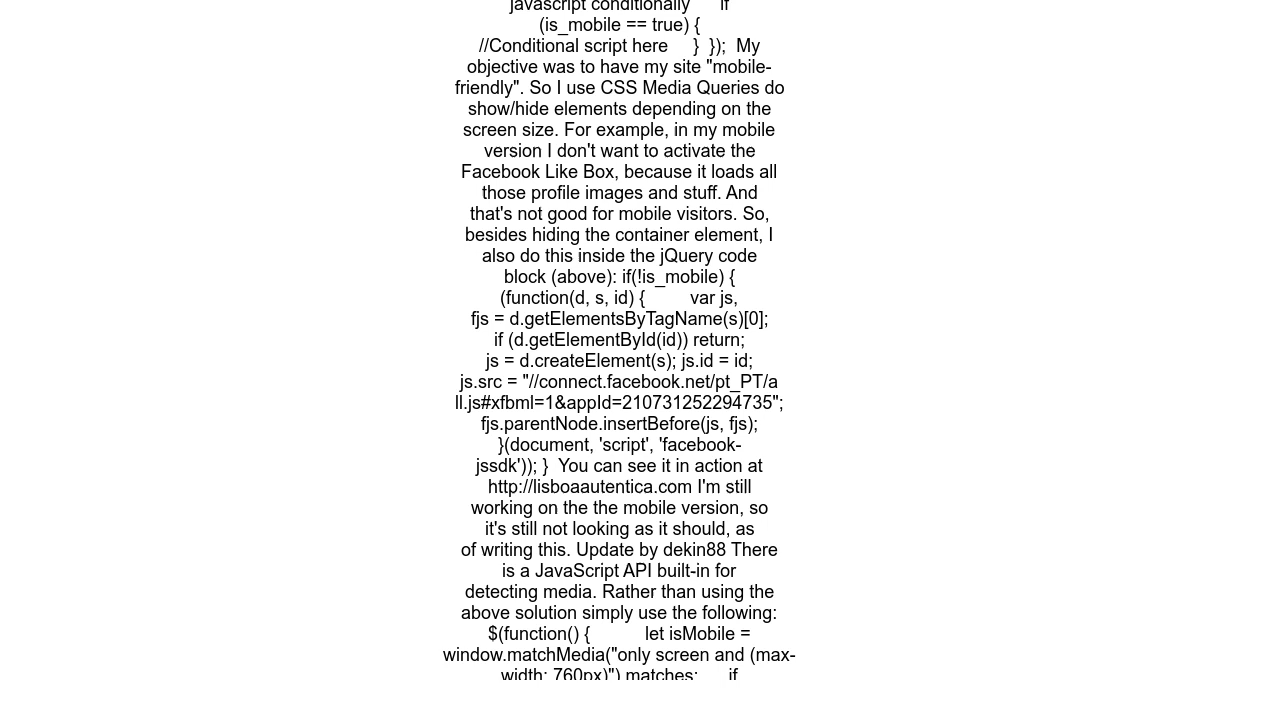 javascript conditionally      if
(is_mobile == true) {
//Conditional script here     }  });  My
objective was to have my site "mobile-
friendly". So I use CSS Media Queries do
show/hide elements depending on the
screen size. For example, in my mobile
version I don't want to activate the
Facebook Like Box, because it loads all
those profile images and stuff. And
that's not good for mobile visitors. So,
besides hiding the container element, I
also do this inside the jQuery code
block (above): if(!is_mobile) {
(function(d, s, id) {         var js,
fjs = d.getElementsByTagName(s)[0];
if (d.getElementById(id)) return;
js = d.createElement(s); js.id = id;
js.src = "//connect.facebook.net/pt_PT/a
ll.js#xfbml=1&appId=210731252294735";
fjs.parentNode.insertBefore(js, fjs);
}(document, 'script', 'facebook-
jssdk')); }  You can see it in action at
http://lisboaautentica.com I'm still
working on the the mobile version, so
it's still not looking as it should, as
of writing this. Update by dekin88 There
is a JavaScript API built-in for
detecting media. Rather than using the
above solution simply use the following:
$(function() {           let isMobile =
window.matchMedia("only screen and (max-
width: 760px)").matches;      if